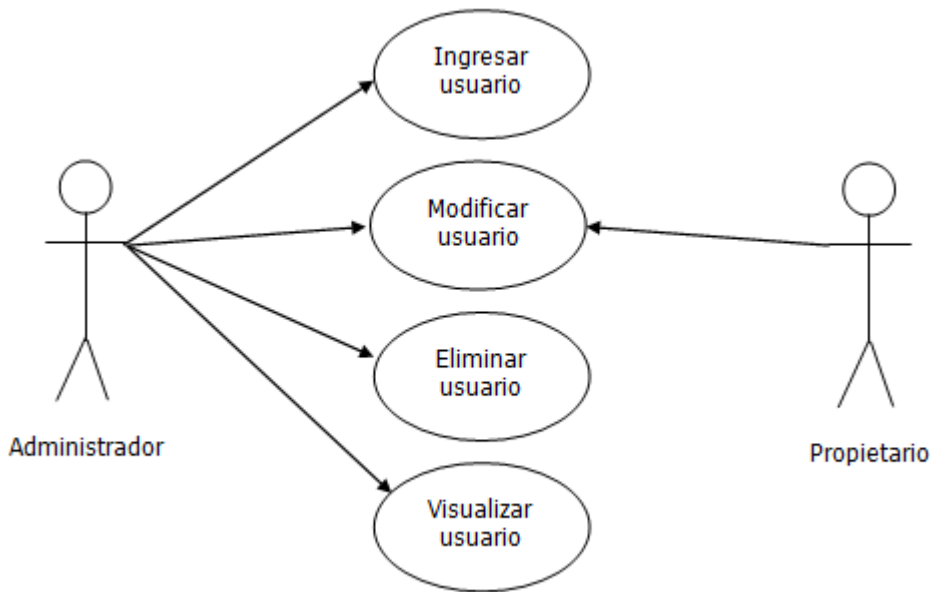 Ingresar
usuario
Modificar
usuario
Eliminar
usuario
Administrador
Propietario
Visualizar
usuario